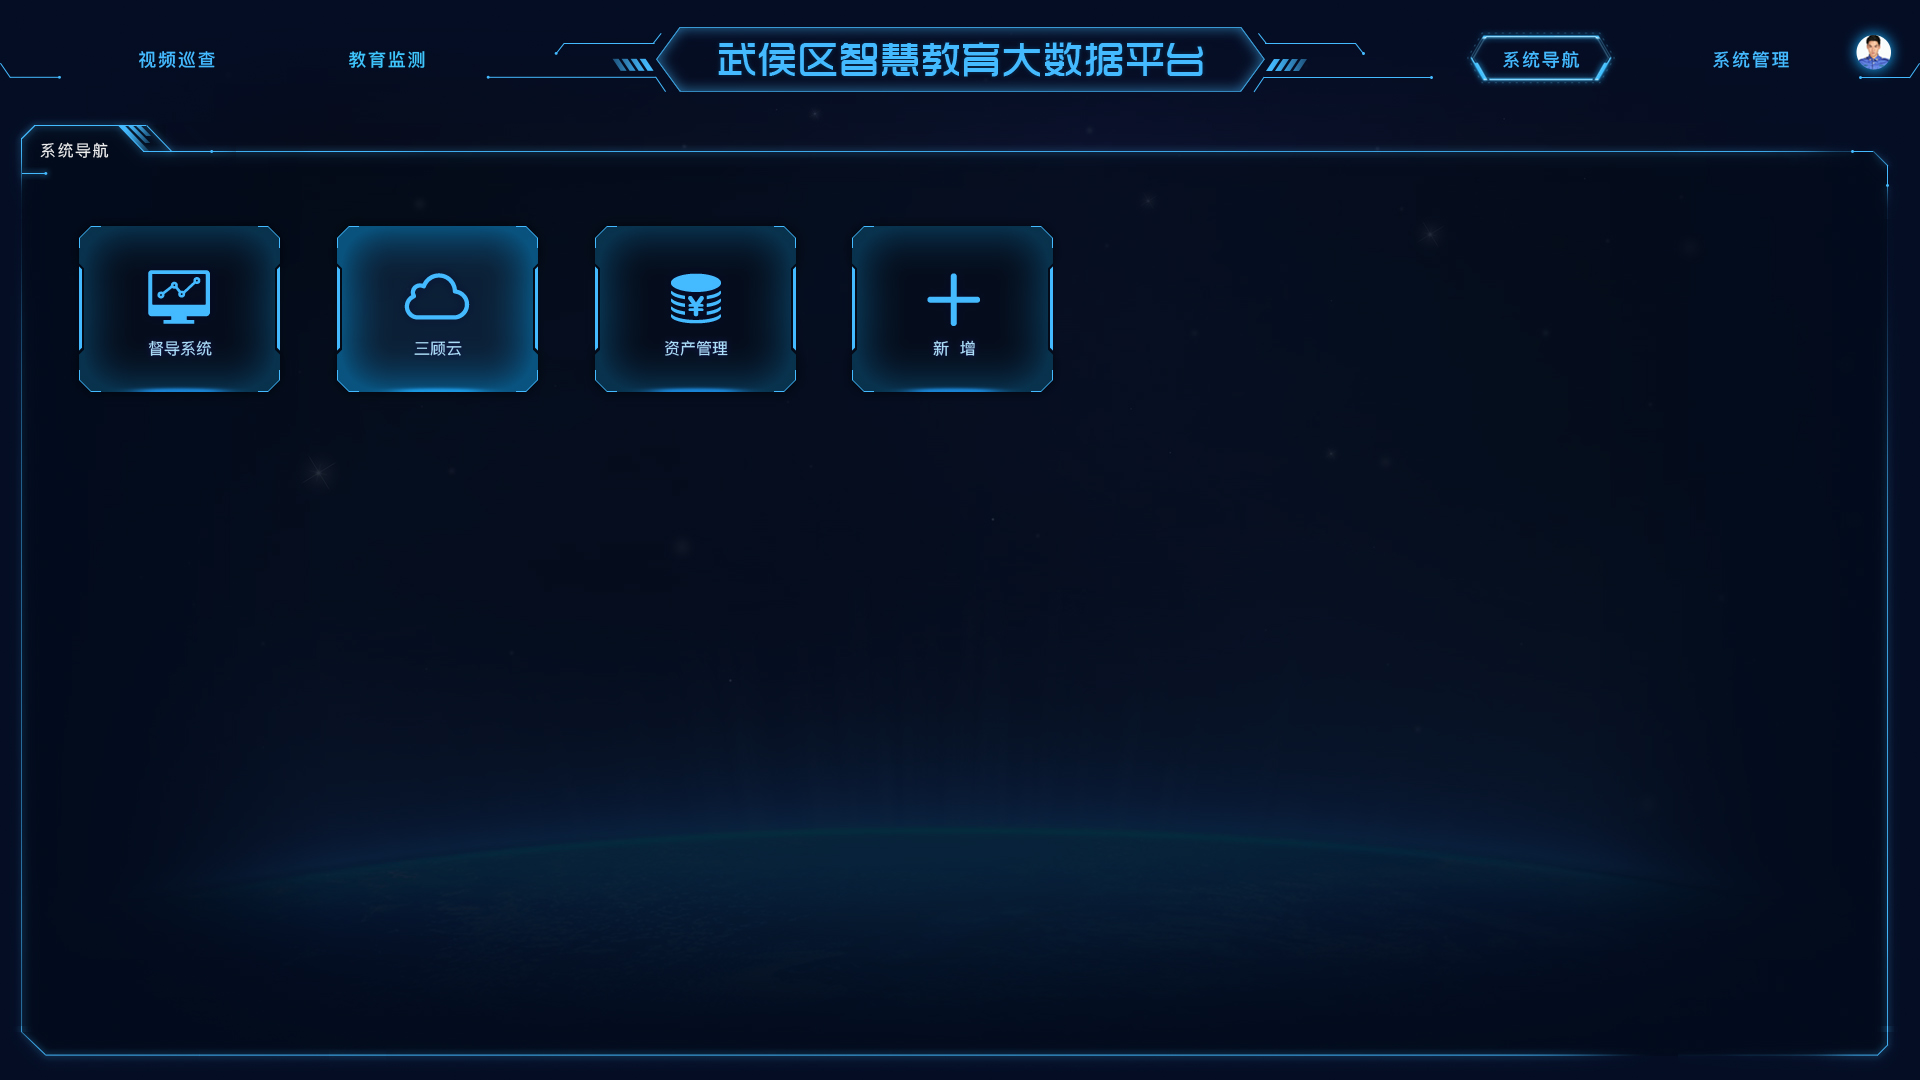 视频巡查
教育监测
武侯区智慧教育大数据平台
系统导航
系统管理
系统导航
督导系统
三顾云
资产管理
新 增